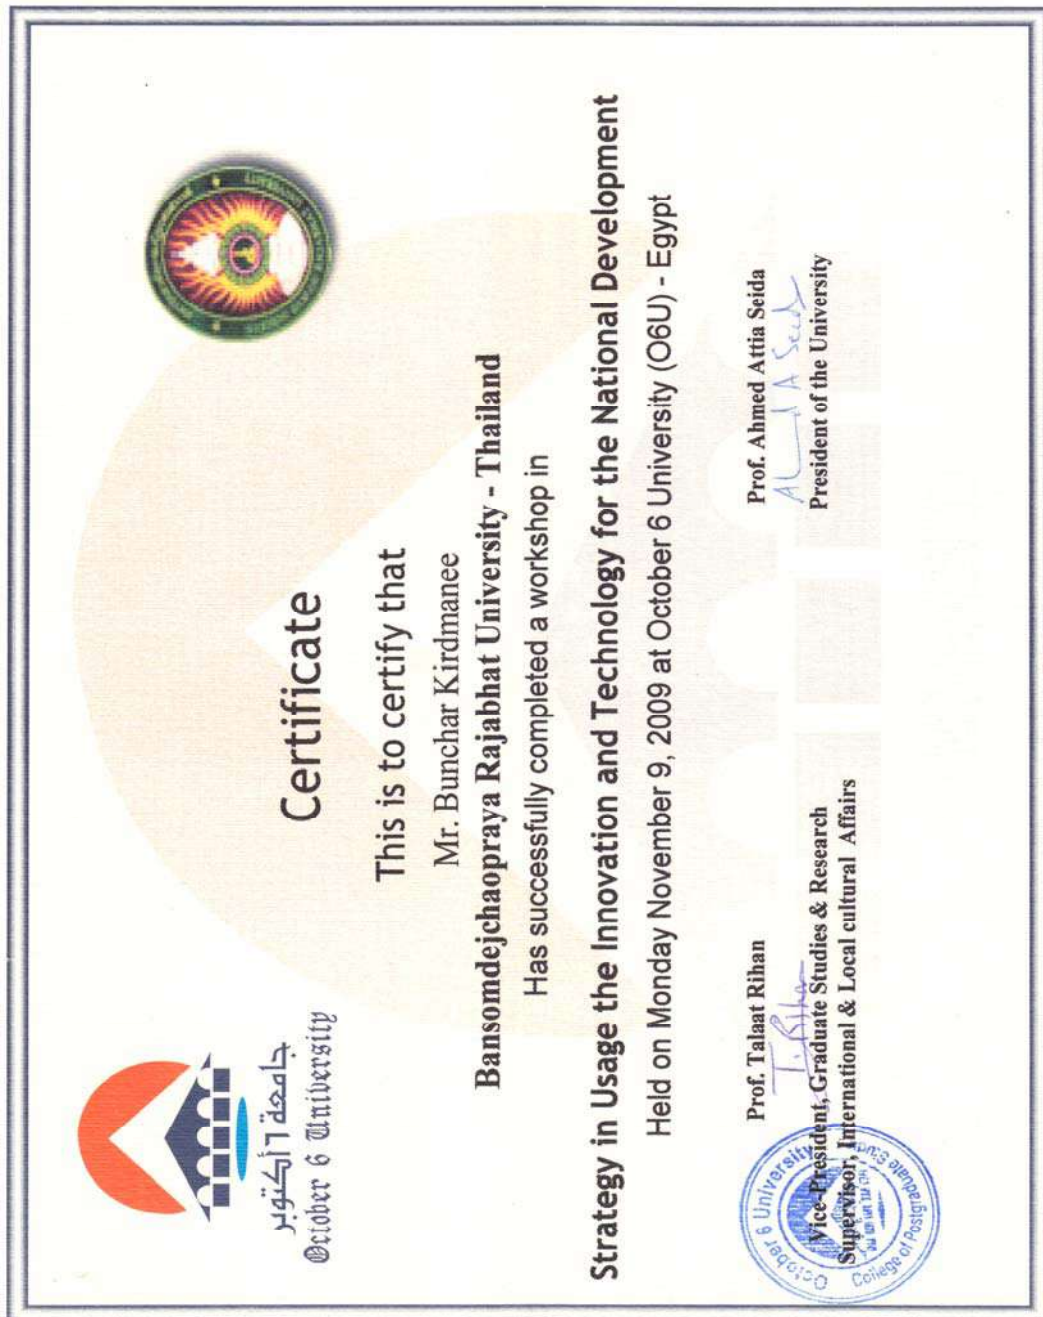 جامعة ٦ أكتوبر
October 6 University
Certificate
This is to certify that
Mr. Bunchar Kirdmanee
Bansomdejchaopraya Rajabhat University - Thailand
Has successfully completed a workshop in
Strategy in Usage the Innovation and Technology for the National Development
Held on Monday November 9, 2009 at October 6 University (O6U) - Egypt
Prof. Talaat Rihan
T. Rihan
Vice-President, Graduate Studies & Research
Supervisor, International & Local cultural Affairs
Prof. Ahmed Attia Seida
President of the University
October 6 University
College of Postgraduate